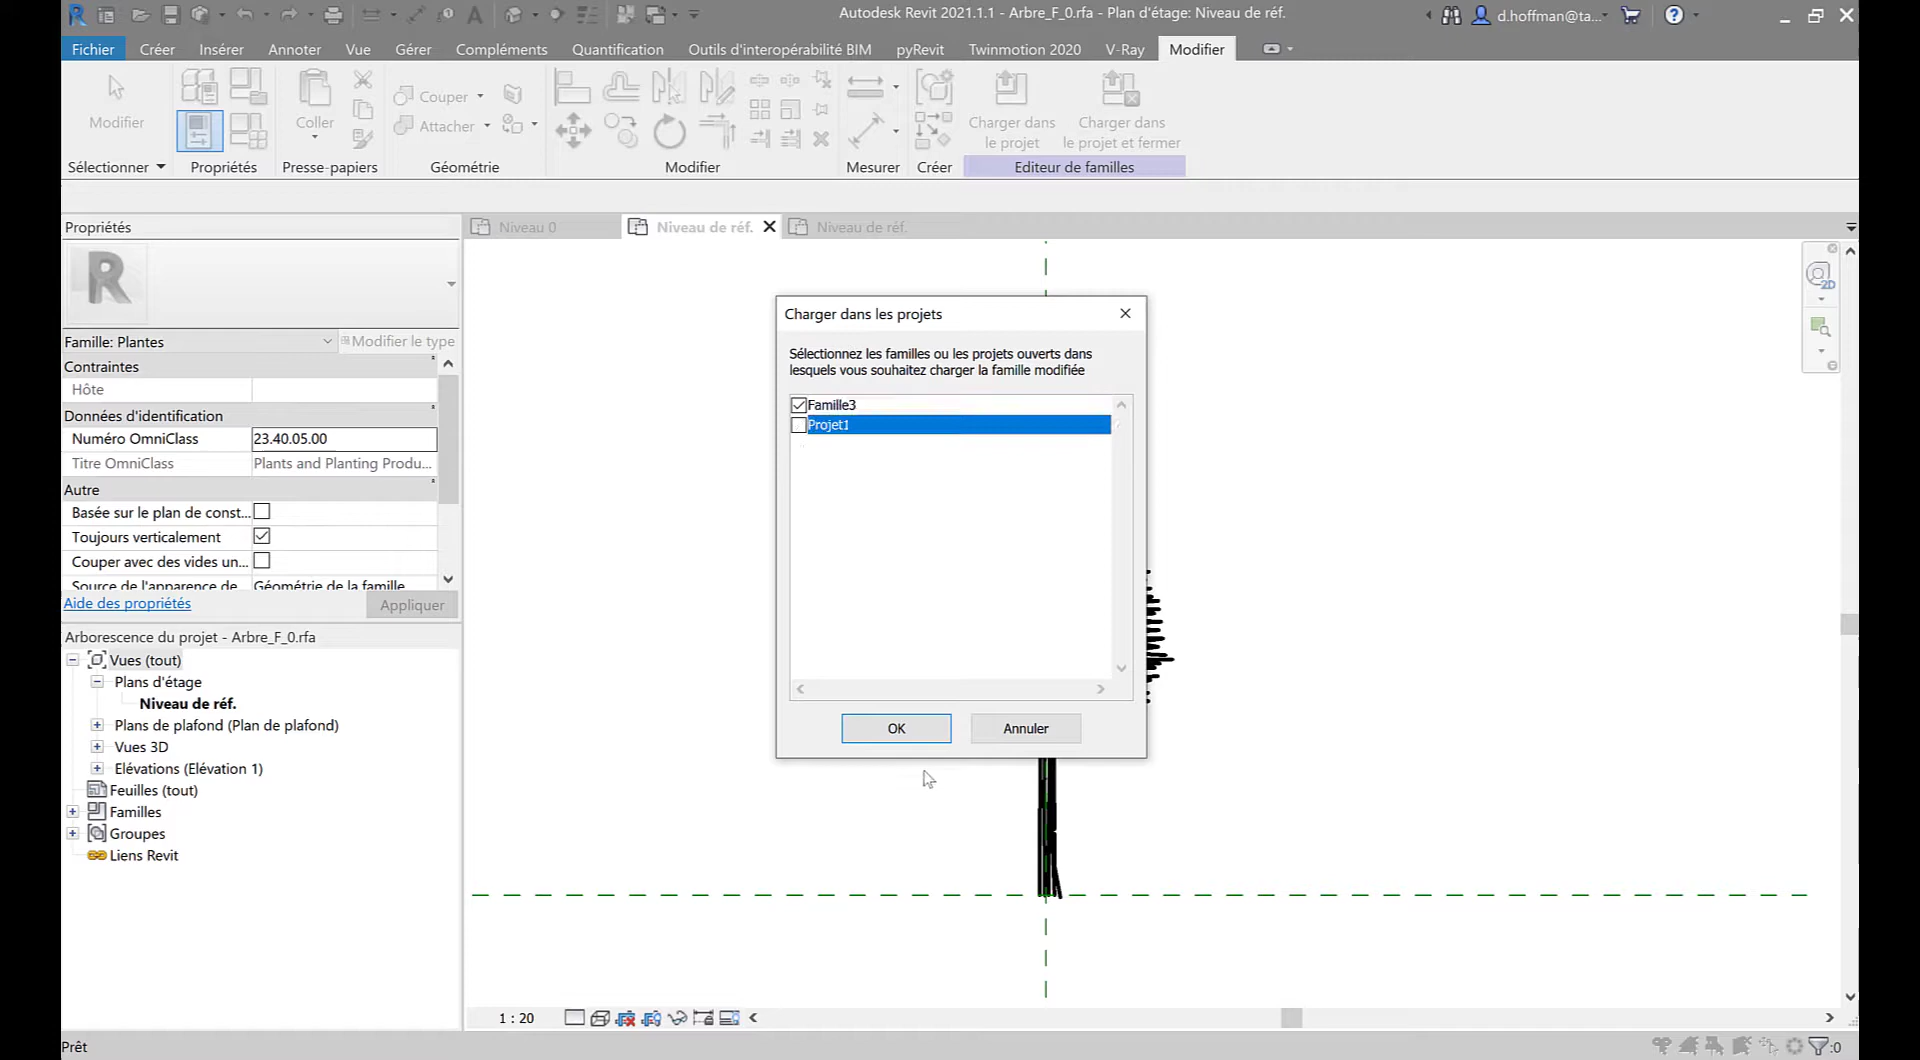 Autodesk Revit 2021.1.1 - Arbre_F_0.rfa - Plan d'étage: Niveau de réf.
d.hoffman@ta...
Fichier Créer Insérer Annoter Vue Gérer Compléments Quantification Outils d'interopérabilité BIM pyRevit Twinmotion 2020 V-Ray Modifier
Modifier
Coller
Couper
Attacher
Charger dans le projet
Charger dans le projet et fermer
Sélectionner Propriétés Presse-papiers Géométrie Modifier Mesurer Créer Editeur de familles
Propriétés
Niveau 0
Niveau de réf.
Niveau de réf.
Famille: Plantes
Modifier le type
Contraintes
Hôte
Données d'identification
Numéro OmniClass 23.40.05.00
Titre OmniClass Plants and Planting Produ...
Autre
Basée sur le plan de const...
Toujours verticalement
Couper avec des vides un...
Source de l'apparence de Géométrie de la famille
Aide des propriétés
Appliquer
Arborescence du projet - Arbre_F_0.rfa
Vues (tout)
Plans d'étage
Niveau de réf.
Plans de plafond (Plan de plafond)
Vues 3D
Elévations (Elévation 1)
Feuilles (tout)
Familles
Groupes
Liens Revit
Charger dans les projets
Sélectionnez les familles ou les projets ouverts dans
lesquels vous souhaitez charger la famille modifiée
Famille3
Projet1
OK
Annuler
2D
1 : 20
Prêt
:0